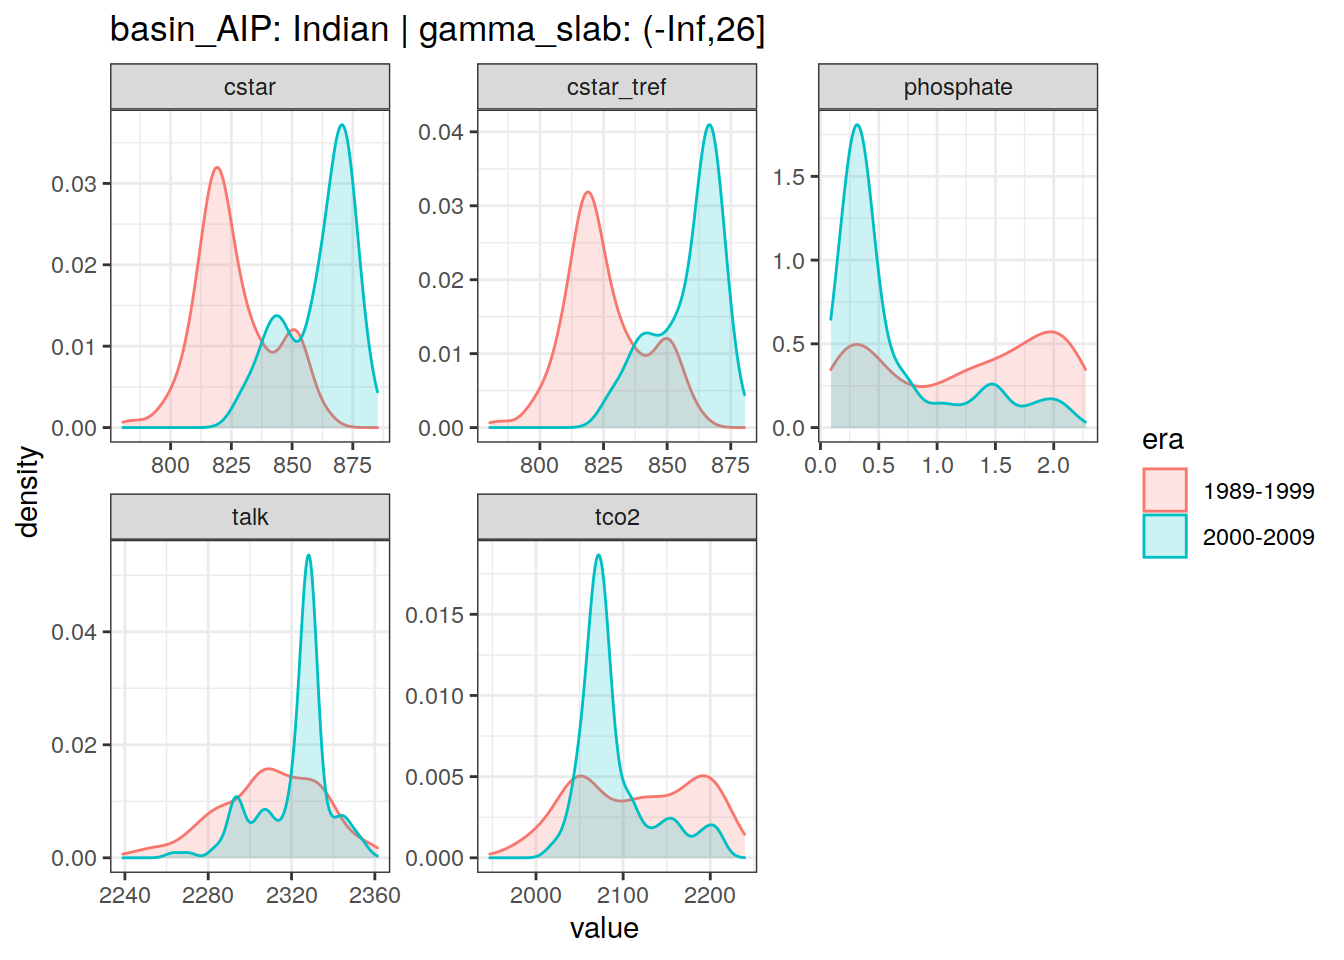 basin_AIP: Indian | gamma_slab: (-Inf,26]
cstar
cstar_tref
phosphate
0.03
0.02
0.01
0.00
800 825 850 875
0.04
0.03
0.02
0.01
0.00
800 825 850 875
1.5
1.0
0.5
0.0
0.0 0.5 1.0 1.5 2.0
talk
tco2
0.04
0.02
0.00
2240 2280 2320 2360
0.015
0.010
0.005
0.000
2000 2100 2200
density
value
era
1989-1999
2000-2009